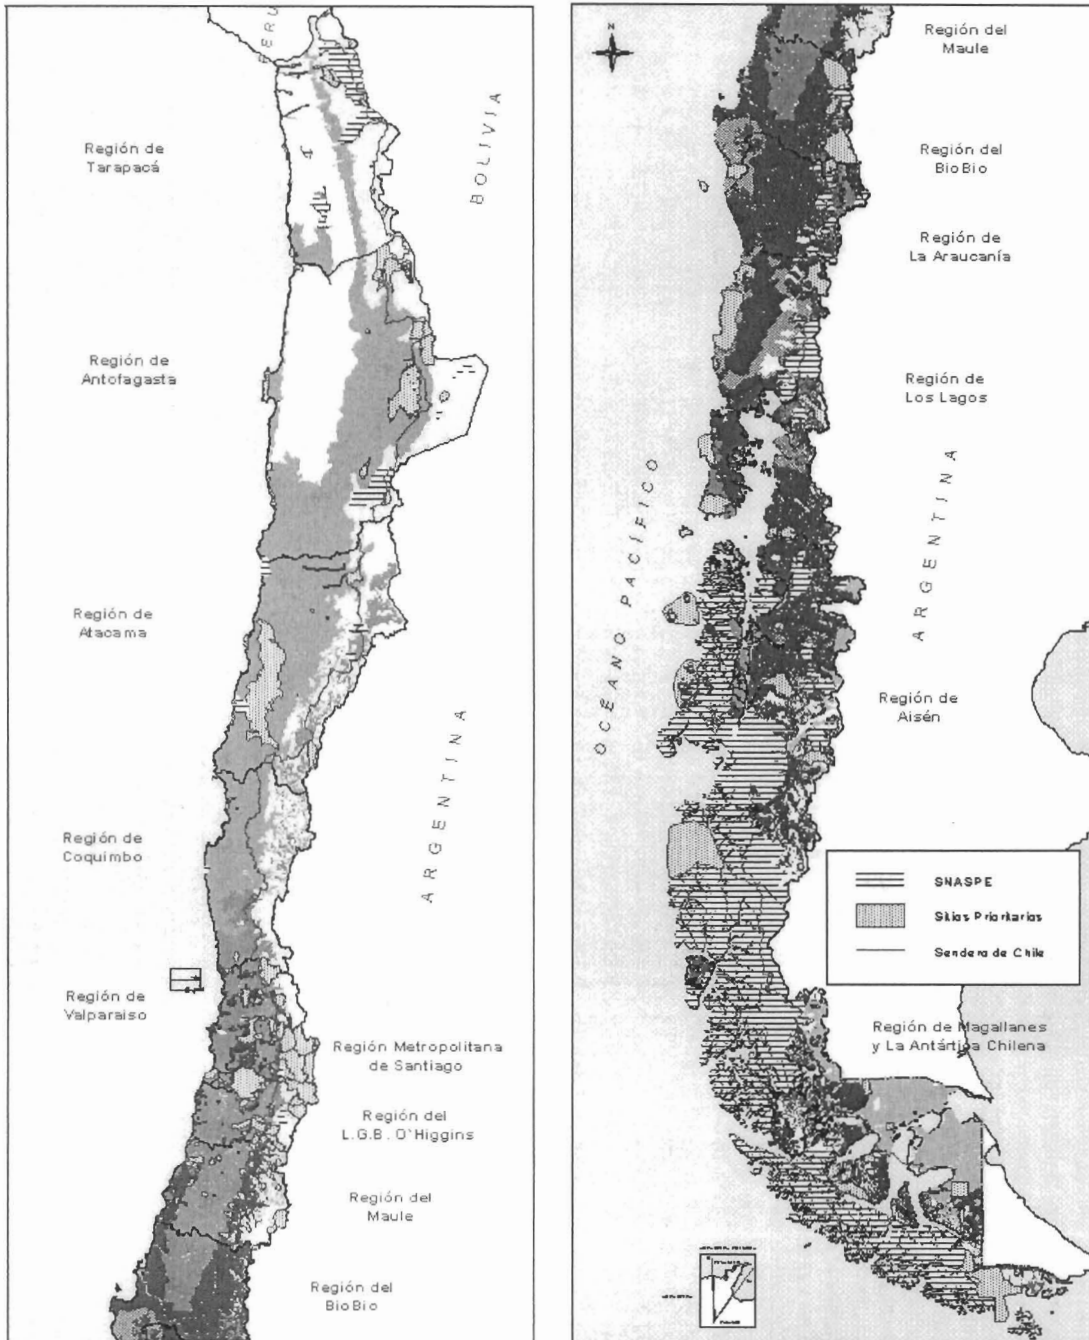 PERU
BOLIVIA
Región de
Tarapacá
Región de
Antofagasta
Región de
Atacama
ARGENTINA
Región de
Coquimbo
Región de
Valparaiso
Región Metropolitana
de Santiago
Región del
L.G.B. O'Higgins
Región del
Maule
Región del
BioBio
N
Región del
Maule
Región del
BioBio
Región de
La Araucanía
Región de
Los Lagos
OCÉANO PACÍFICO
ARGENTINA
Región de
Aisén
SNASPE
Sitios Prioritarios
Sendero de Chile
Región de Magallanes
y La Antártica Chilena